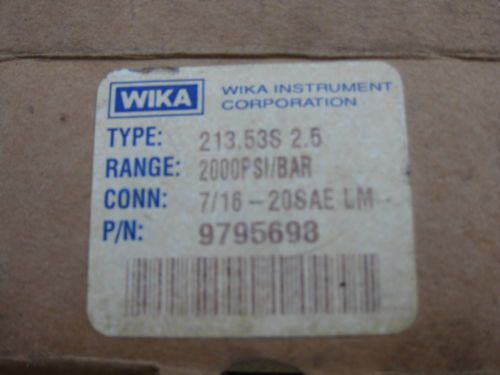 WIKA
WIKA INSTRUMENT
CORPORATION
TYPE: 213.53S 2.5
RANGE: 2000PSI/BAR
CONN: 7/16-20SAE LM
P/N: 9795693